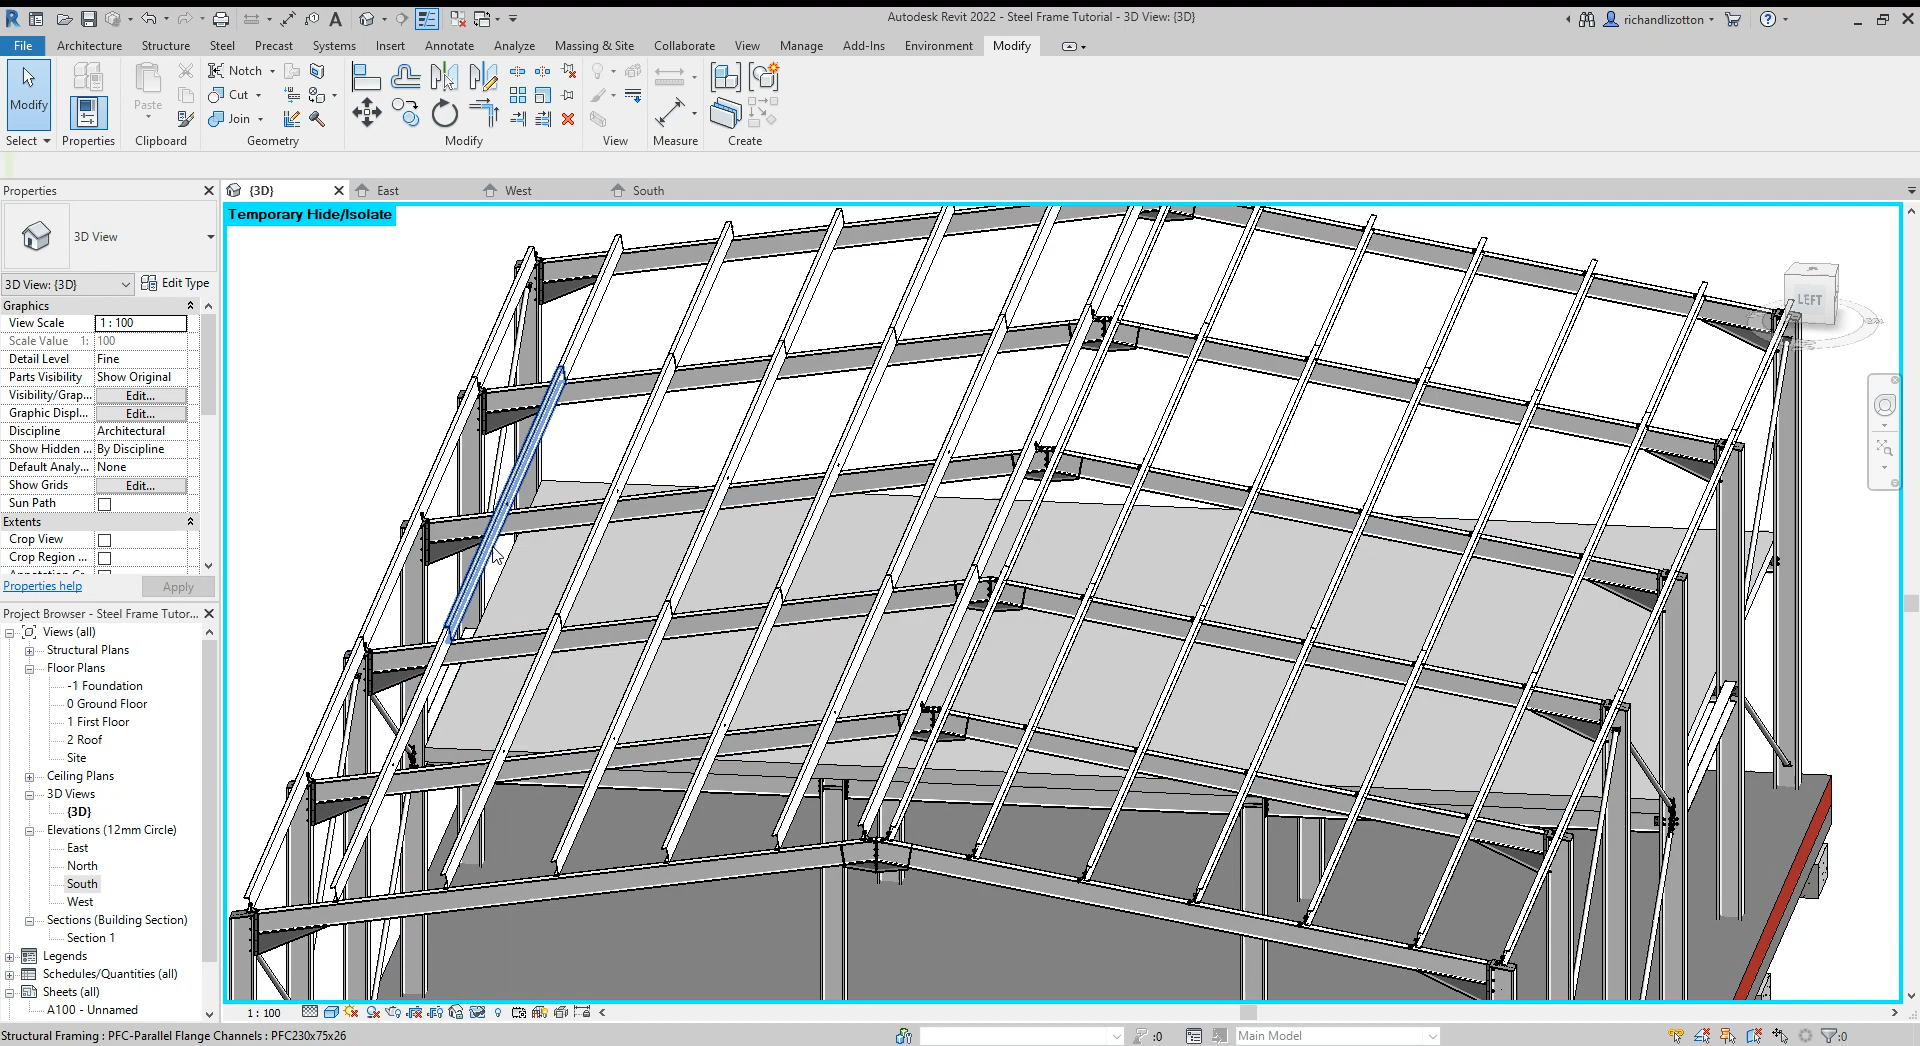 Autodesk Revit 2022 - Steel Frame Tutorial - 3D View: {3D}
richandlizotton
File Architecture Structure Steel Precast Systems Insert Annotate Analyze Massing & Site Collaborate View Manage Add-Ins Environment Modify
Modify
Paste
Notch
Cut
Join
Select Properties Clipboard Geometry Modify View Measure Create
Properties
{3D} East West South
Temporary Hide/Isolate
3D View
3D View: {3D} Edit Type
Graphics
View Scale 1 : 100
Scale Value 1: 100
Detail Level Fine
Parts Visibility Show Original
Visibility/Grap... Edit...
Graphic Displ... Edit...
Discipline Architectural
Show Hidden ... By Discipline
Default Analy... None
Show Grids Edit...
Sun Path
Extents
Crop View
Crop Region ...
Properties help Apply
Project Browser - Steel Frame Tutor...
Views (all)
Structural Plans
Floor Plans
-1 Foundation
0 Ground Floor
1 First Floor
2 Roof
Site
Ceiling Plans
3D Views
{3D}
Elevations (12mm Circle)
East
North
South
West
Sections (Building Section)
Section 1
Legends
Schedules/Quantities (all)
Sheets (all)
A100 - Unnamed
LEFT
1 : 100
Structural Framing : PFC-Parallel Flange Channels : PFC230x75x26
:0
Main Model
:0